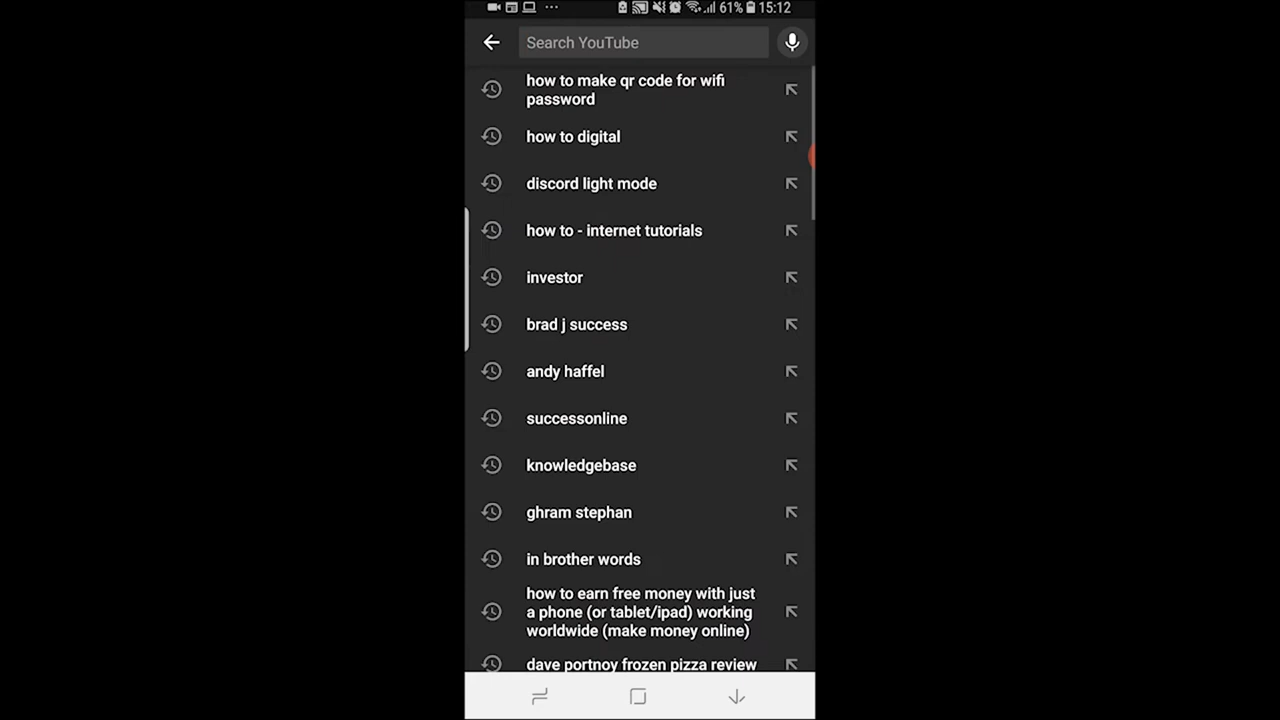 61% 15:12
Search YouTube
how to make qr code for wifi
password
how to digital
discord light mode
how to - internet tutorials
investor
brad j success
andy haffel
successonline
knowledgebase
ghram stephan
in brother words
how to earn free money with just
a phone (or tablet/ipad) working
worldwide (make money online)
dave portnoy frozen pizza review